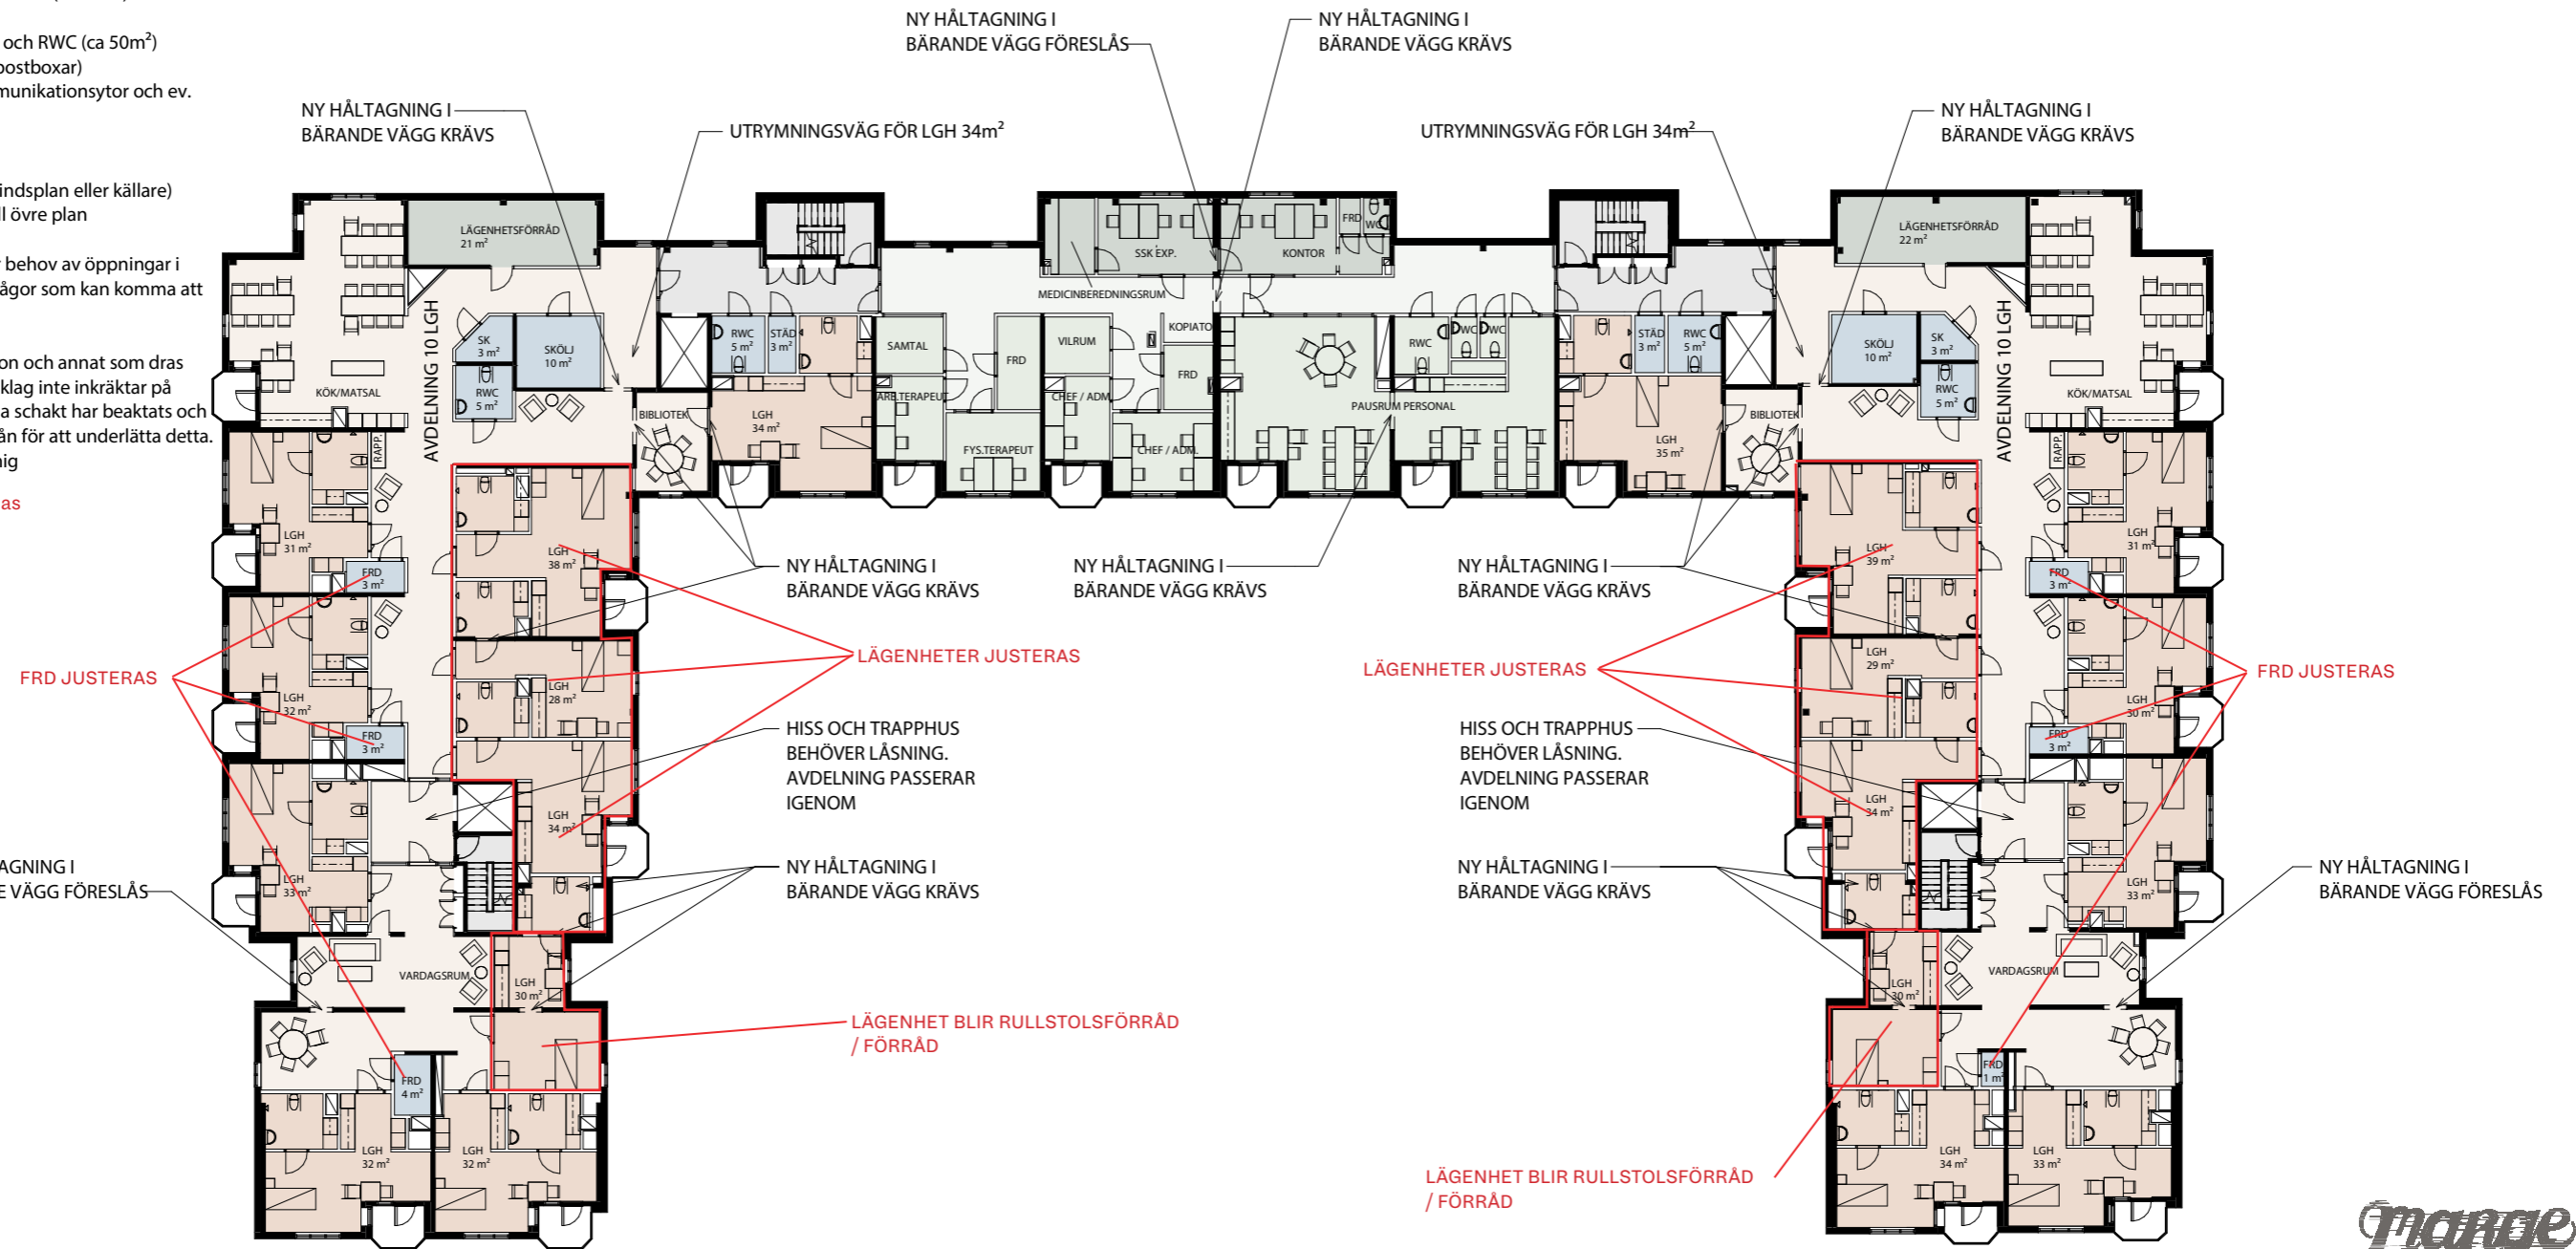 och RWC (ca 50m²)
postboxar)
munikationsytor och ev.
indsplan eller källare)
ll övre plan
r behov av öppningar i
ågor som kan komma att
on och annat som dras
klag inte inkräktar på
a schakt har beaktats och
ån för att underlätta detta.
nig
as
NY HÅLTAGNING I
BÄRANDE VÄGG FÖRESLÅS
NY HÅLTAGNING I
BÄRANDE VÄGG KRÄVS
NY HÅLTAGNING I
BÄRANDE VÄGG KRÄVS
UTRYMNINGSVÄG FÖR LGH 34m²
UTRYMNINGSVÄG FÖR LGH 34m²
NY HÅLTAGNING I
BÄRANDE VÄGG KRÄVS
LÄGENHETSFÖRRÅD
21 m²
SSK EXP.
KONTOR
FRD
WC
LÄGENHETSFÖRRÅD
22 m²
MEDICINBEREDNINGSRUM
AVDELNING 10 LGH
SK
3 m²
SKÖLJ
10 m²
RWC
5 m²
KÖK/MATSAL
RWC
5 m²
STÄD
3 m²
SAMTAL
FRD
VILRUM
KOPIATO
FRD
RWC
WC
WC
STÄD
3 m²
RWC
5 m²
SKÖLJ
10 m²
SK
3 m²
RWC
5 m²
KÖK/MATSAL
AVDELNING 10 LGH
BIBLIOTEK
LGH
34 m²
ARB.TERAPEUT
FYS.TERAPEUT
CHEF / ADM.
CHEF / ADM.
PAUSRUM PERSONAL
LGH
35 m²
BIBLIOTEK
RAPP.
RAPP.
LGH
31 m²
FRD
3 m²
LGH
38 m²
NY HÅLTAGNING I
BÄRANDE VÄGG KRÄVS
NY HÅLTAGNING I
BÄRANDE VÄGG KRÄVS
NY HÅLTAGNING I
BÄRANDE VÄGG KRÄVS
LGH
39 m²
FRD
3 m²
LGH
31 m²
FRD JUSTERAS
LGH
32 m²
FRD
3 m²
LGH
28 m²
LÄGENHETER JUSTERAS
LÄGENHETER JUSTERAS
LGH
29 m²
FRD
3 m²
LGH
30 m²
FRD JUSTERAS
HISS OCH TRAPPHUS
BEHÖVER LÅSNING.
AVDELNING PASSERAR
IGENOM
HISS OCH TRAPPHUS
BEHÖVER LÅSNING.
AVDELNING PASSERAR
IGENOM
LGH
34 m²
LGH
34 m²
TAGNING I
E VÄGG FÖRESLÅS
LGH
33 m²
NY HÅLTAGNING I
BÄRANDE VÄGG KRÄVS
NY HÅLTAGNING I
BÄRANDE VÄGG KRÄVS
LGH
33 m²
NY HÅLTAGNING I
BÄRANDE VÄGG FÖRESLÅS
VARDAGSRUM
LGH
30 m²
LGH
30 m²
VARDAGSRUM
LÄGENHET BLIR RULLSTOLSFÖRRÅD
/ FÖRRÅD
FRD
4 m²
FRD
1 m²
LGH
32 m²
LGH
32 m²
LÄGENHET BLIR RULLSTOLSFÖRRÅD
/ FÖRRÅD
LGH
34 m²
LGH
33 m²